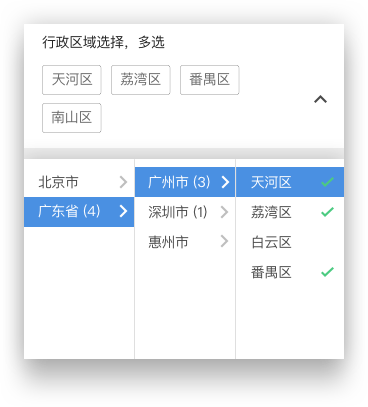 行政区域选择，多选
天河区 荔湾区 番禺区
南山区
北京市
广东省 (4)
广州市 (3)
深圳市 (1)
惠州市
天河区
荔湾区
白云区
番禺区